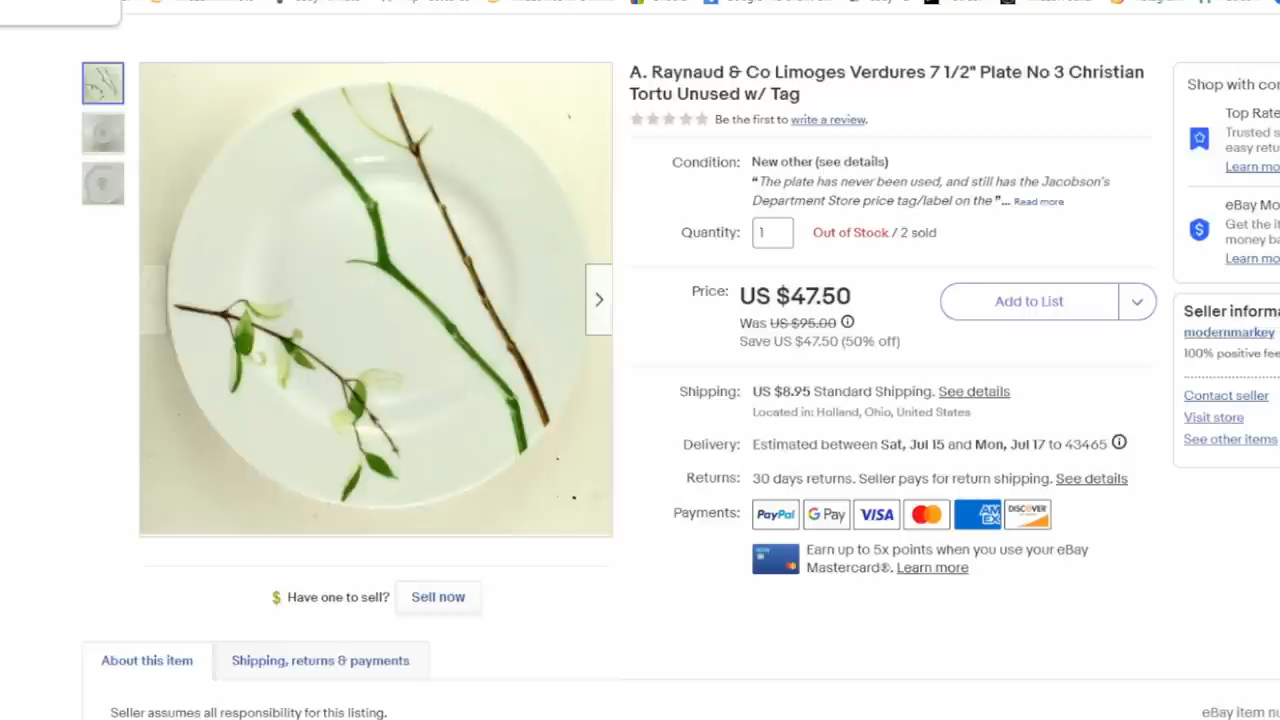 A. Raynaud & Co Limoges Verdures 7 1/2" Plate No 3 Christian
Tortu Unused w/ Tag
Be the first to write a review.
Condition: New other (see details)
"The plate has never been used, and still has the Jacobson's
Department Store price tag/label on the "... Read more
Quantity: 1 Out of Stock / 2 sold
Price: US $47.50
Was US $95.00
Save US $47.50 (50% off)
Add to List
Shipping: US $8.95 Standard Shipping. See details
Located in: Holland, Ohio, United States
Delivery: Estimated between Sat, Jul 15 and Mon, Jul 17 to 43465
Returns: 30 days returns. Seller pays for return shipping. See details
Payments: PayPal G Pay VISA AMEX DISCOVER
Earn up to 5x points when you use your eBay
Mastercard®. Learn more
Shop with
Top Rate
Trusted s
easy retu
Learn mo
eBay Mo
Get the i
money ba
Learn mo
Seller informa
modernmarkey
100% positive fee
Contact seller
Visit store
See other items
$ Have one to sell? Sell now
About this item
Shipping, returns & payments
Seller assumes all responsibility for this listing.
eBay item nu